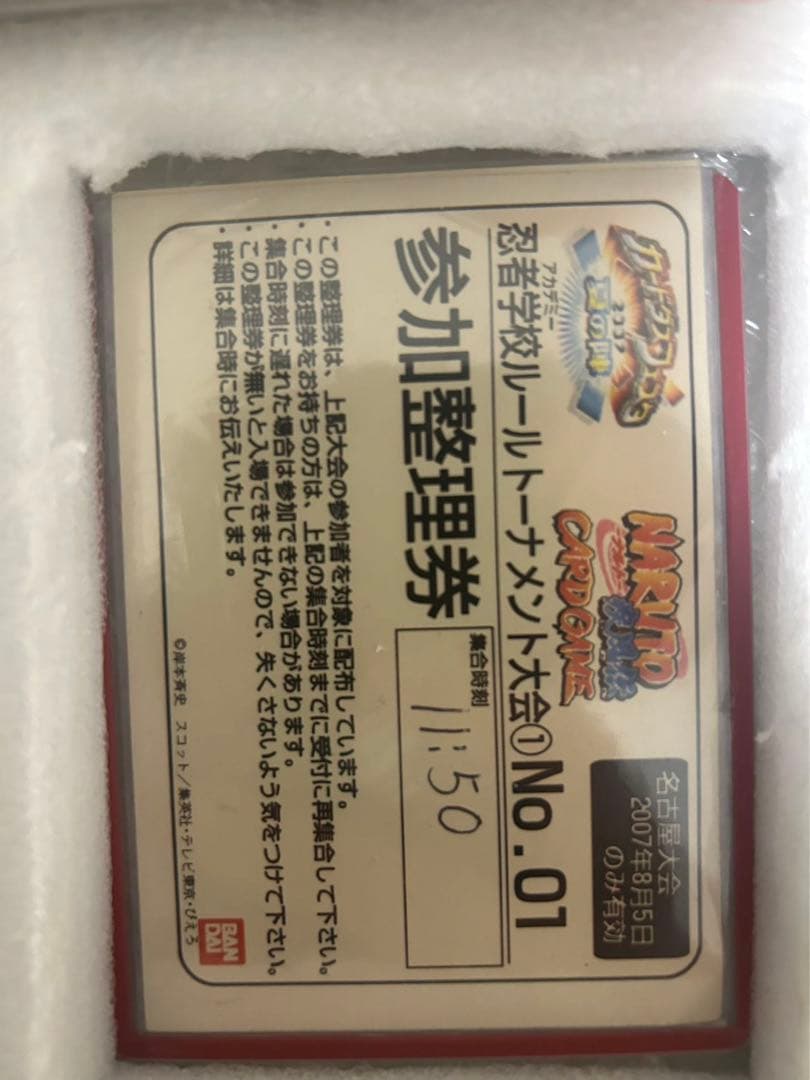 カードダスワールド
2007
夏の陣
NARUTO
ナルト
CARD GAME
名古屋大会
2007年8月5日
のみ有効
アカデミー
忍者学校ルールトーナメント大会①No.01
参加整理券
集合時刻
11:50
・この整理券は、上記大会の参加者を対象に配布しています。
・この整理券をお持ちの方は、上記の集合時刻までに受付に再集合して下さい。
集合時刻に遅れた場合は参加できない場合があります。
・この整理券が無いと入場できませんので、失くさないよう気をつけて下さい。
・詳細は集合時にお伝えいたします。
©岸本斉史 スコット/集英社・テレビ東京・ぴえろ
BAN
DAI